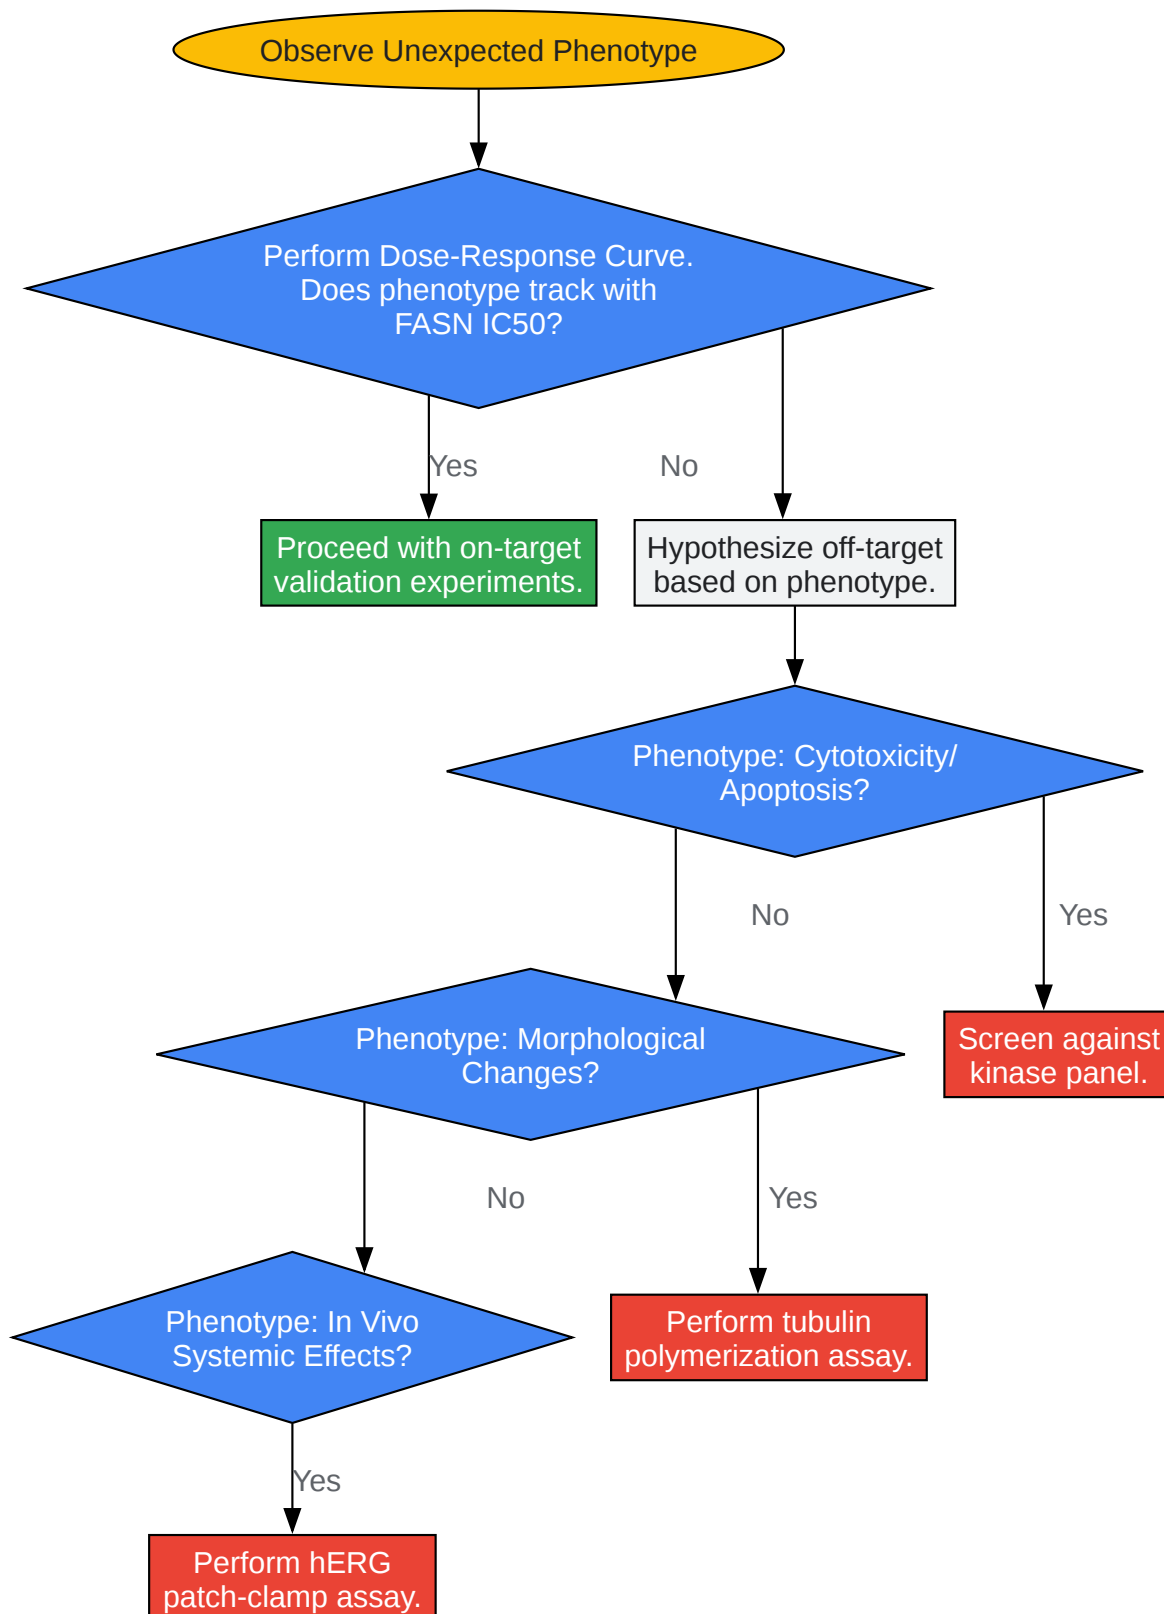 Observe Unexpected Phenotype
Perform Dose-Response Curve.
Does phenotype track with
FASN IC50?
Yes
No
Proceed with on-target
validation experiments.
Hypothesize off-target
based on phenotype.
Phenotype: Cytotoxicity/
Apoptosis?
No
Yes
Phenotype: Morphological
Changes?
Screen against
kinase panel.
No
Yes
Phenotype: In Vivo
Systemic Effects?
Perform tubulin
polymerization assay.
Yes
Perform hERG
patch-clamp assay.